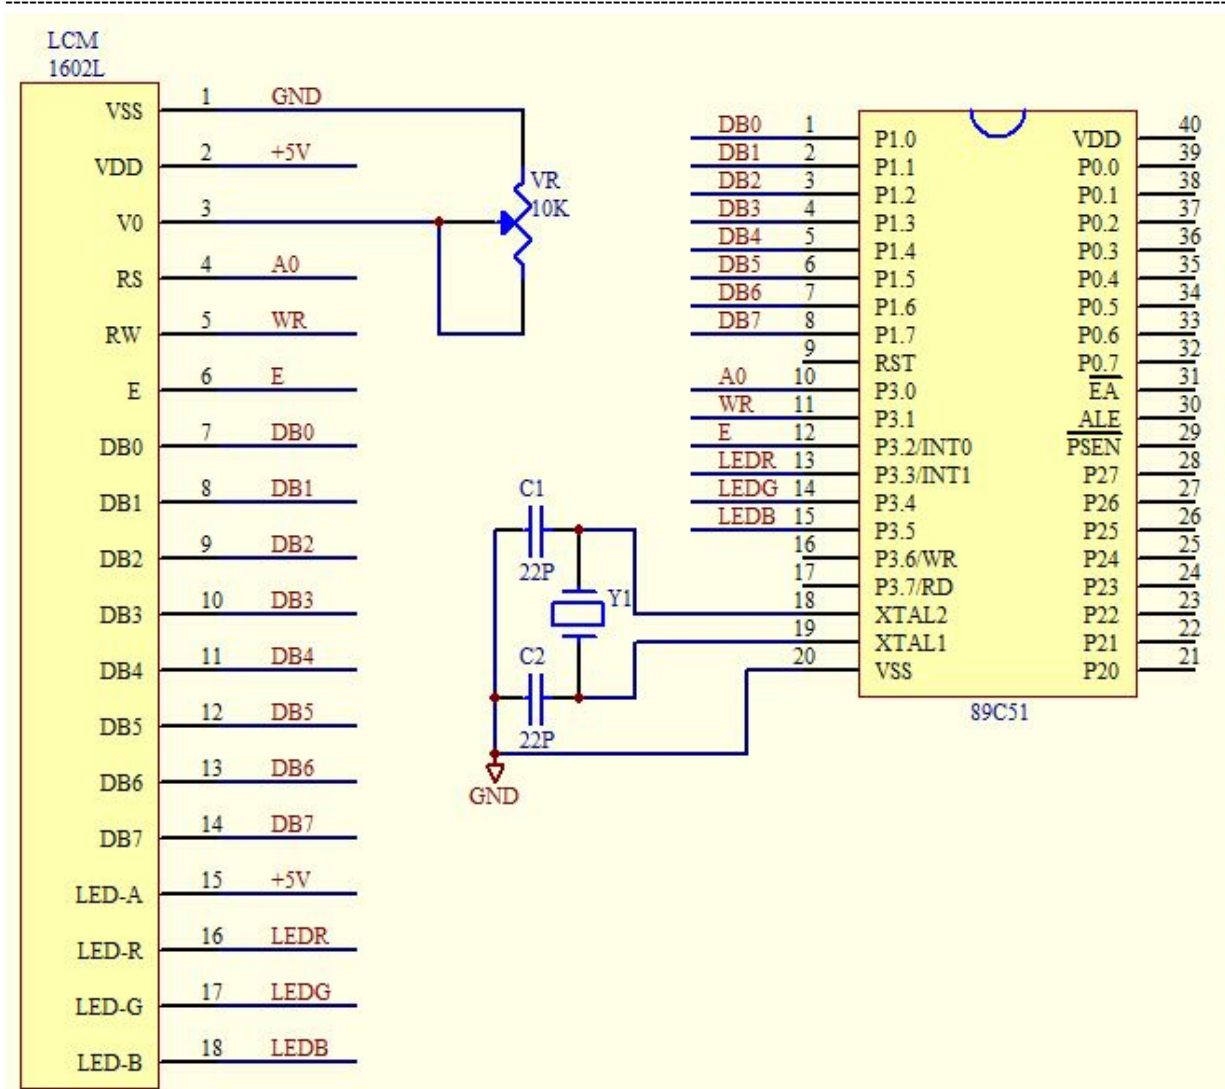 LCM
1602L
VSS 1 GND
VDD 2 +5V
V0 3
RS 4 A0
RW 5 WR
E 6 E
DB0 7 DB0
DB1 8 DB1
DB2 9 DB2
DB3 10 DB3
DB4 11 DB4
DB5 12 DB5
DB6 13 DB6
DB7 14 DB7
LED-A 15 +5V
LED-R 16 LEDR
LED-G 17 LEDG
LED-B 18 LEDB
VR
10K
C1
22P
Y1
C2
22P
GND
DB0 1 P1.0 VDD 40
DB1 2 P1.1 P0.0 39
DB2 3 P1.2 P0.1 38
DB3 4 P1.3 P0.2 37
DB4 5 P1.4 P0.3 36
DB5 6 P1.5 P0.4 35
DB6 7 P1.6 P0.5 34
DB7 8 P1.7 P0.6 33
9 RST P0.7 32
A0 10 P3.0 EA 31
WR 11 P3.1 ALE 30
E 12 P3.2/INT0 PSEN 29
LEDR 13 P3.3/INT1 P27 28
LEDG 14 P3.4 P26 27
LEDB 15 P3.5 P25 26
16 P3.6/WR P24 25
17 P3.7/RD P23 24
18 XTAL2 P22 23
19 XTAL1 P21 22
20 VSS P20 21
89C51